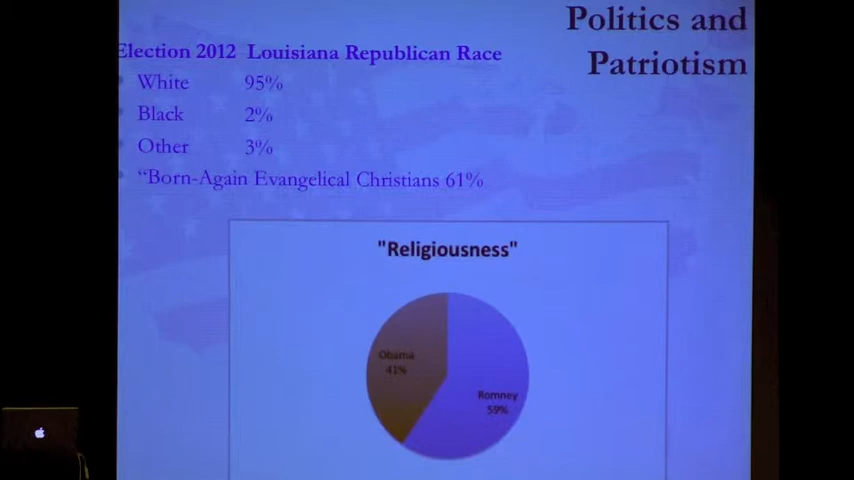 Politics and
Patriotism
Election 2012 Louisiana Republican Race
White 95%
Black 2%
Other 3%
“Born-Again Evangelical Christians 61%
"Religiousness"
Obama
41%
Romney
59%